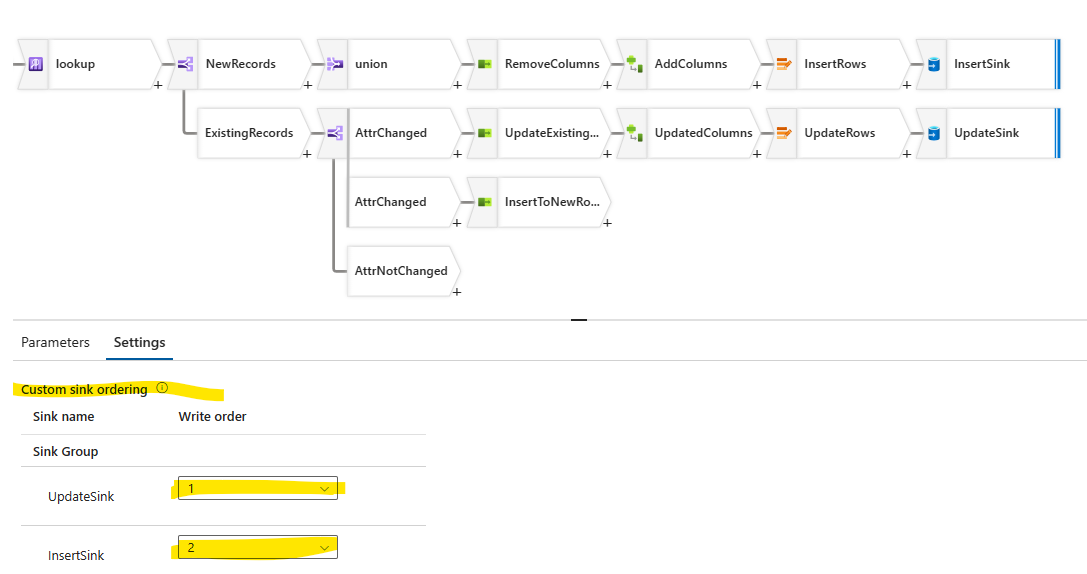 lookup
NewRecords
union
RemoveColumns
AddColumns
InsertRows
InsertSink
ExistingRecords
AttrChanged
UpdateExisting...
UpdatedColumns
UpdateRows
UpdateSink
AttrChanged
InsertToNewRo...
AttrNotChanged
Parameters
Settings
Custom sink ordering
Sink name
Write order
Sink Group
UpdateSink
1
InsertSink
2